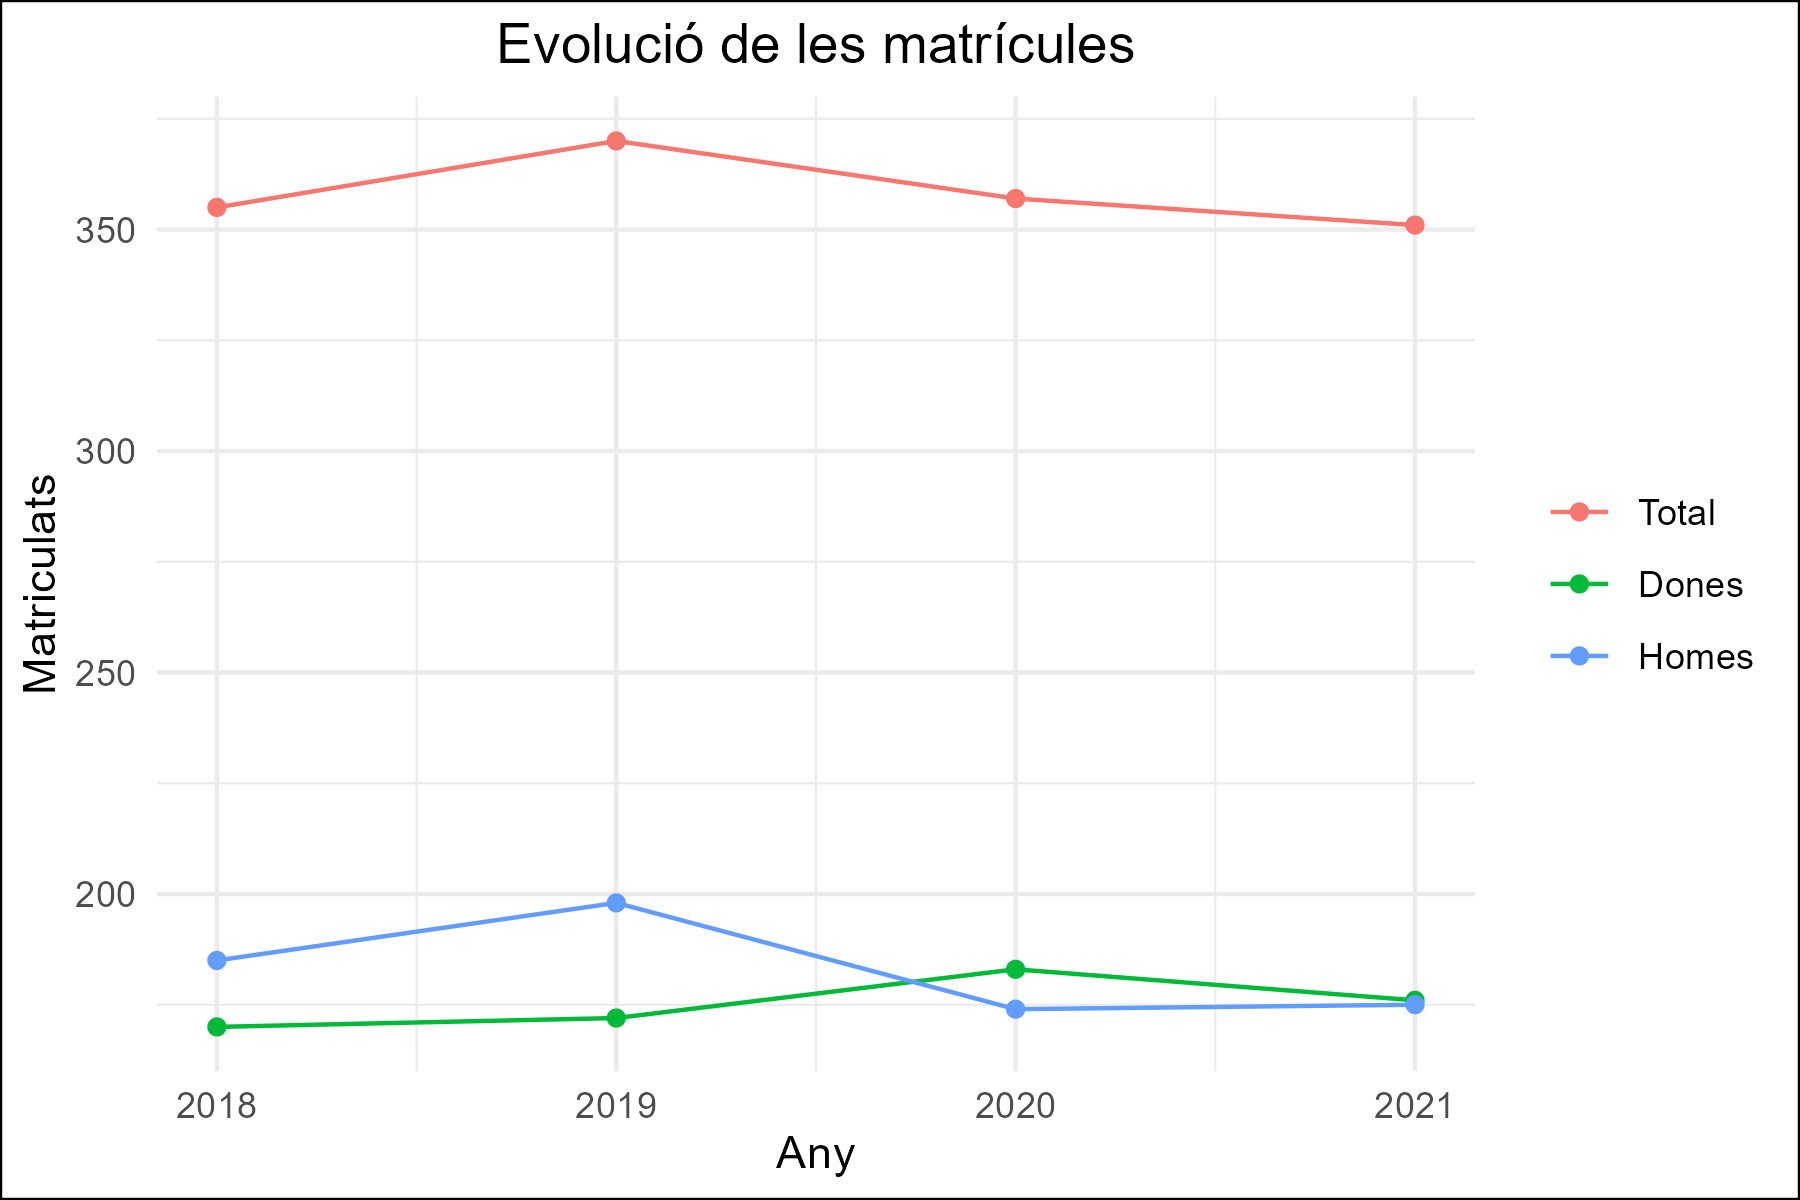 Evolució de les matrícules
350
300
250
200
Matriculats
2018 2019 2020 2021
Any
Total
Dones
Homes